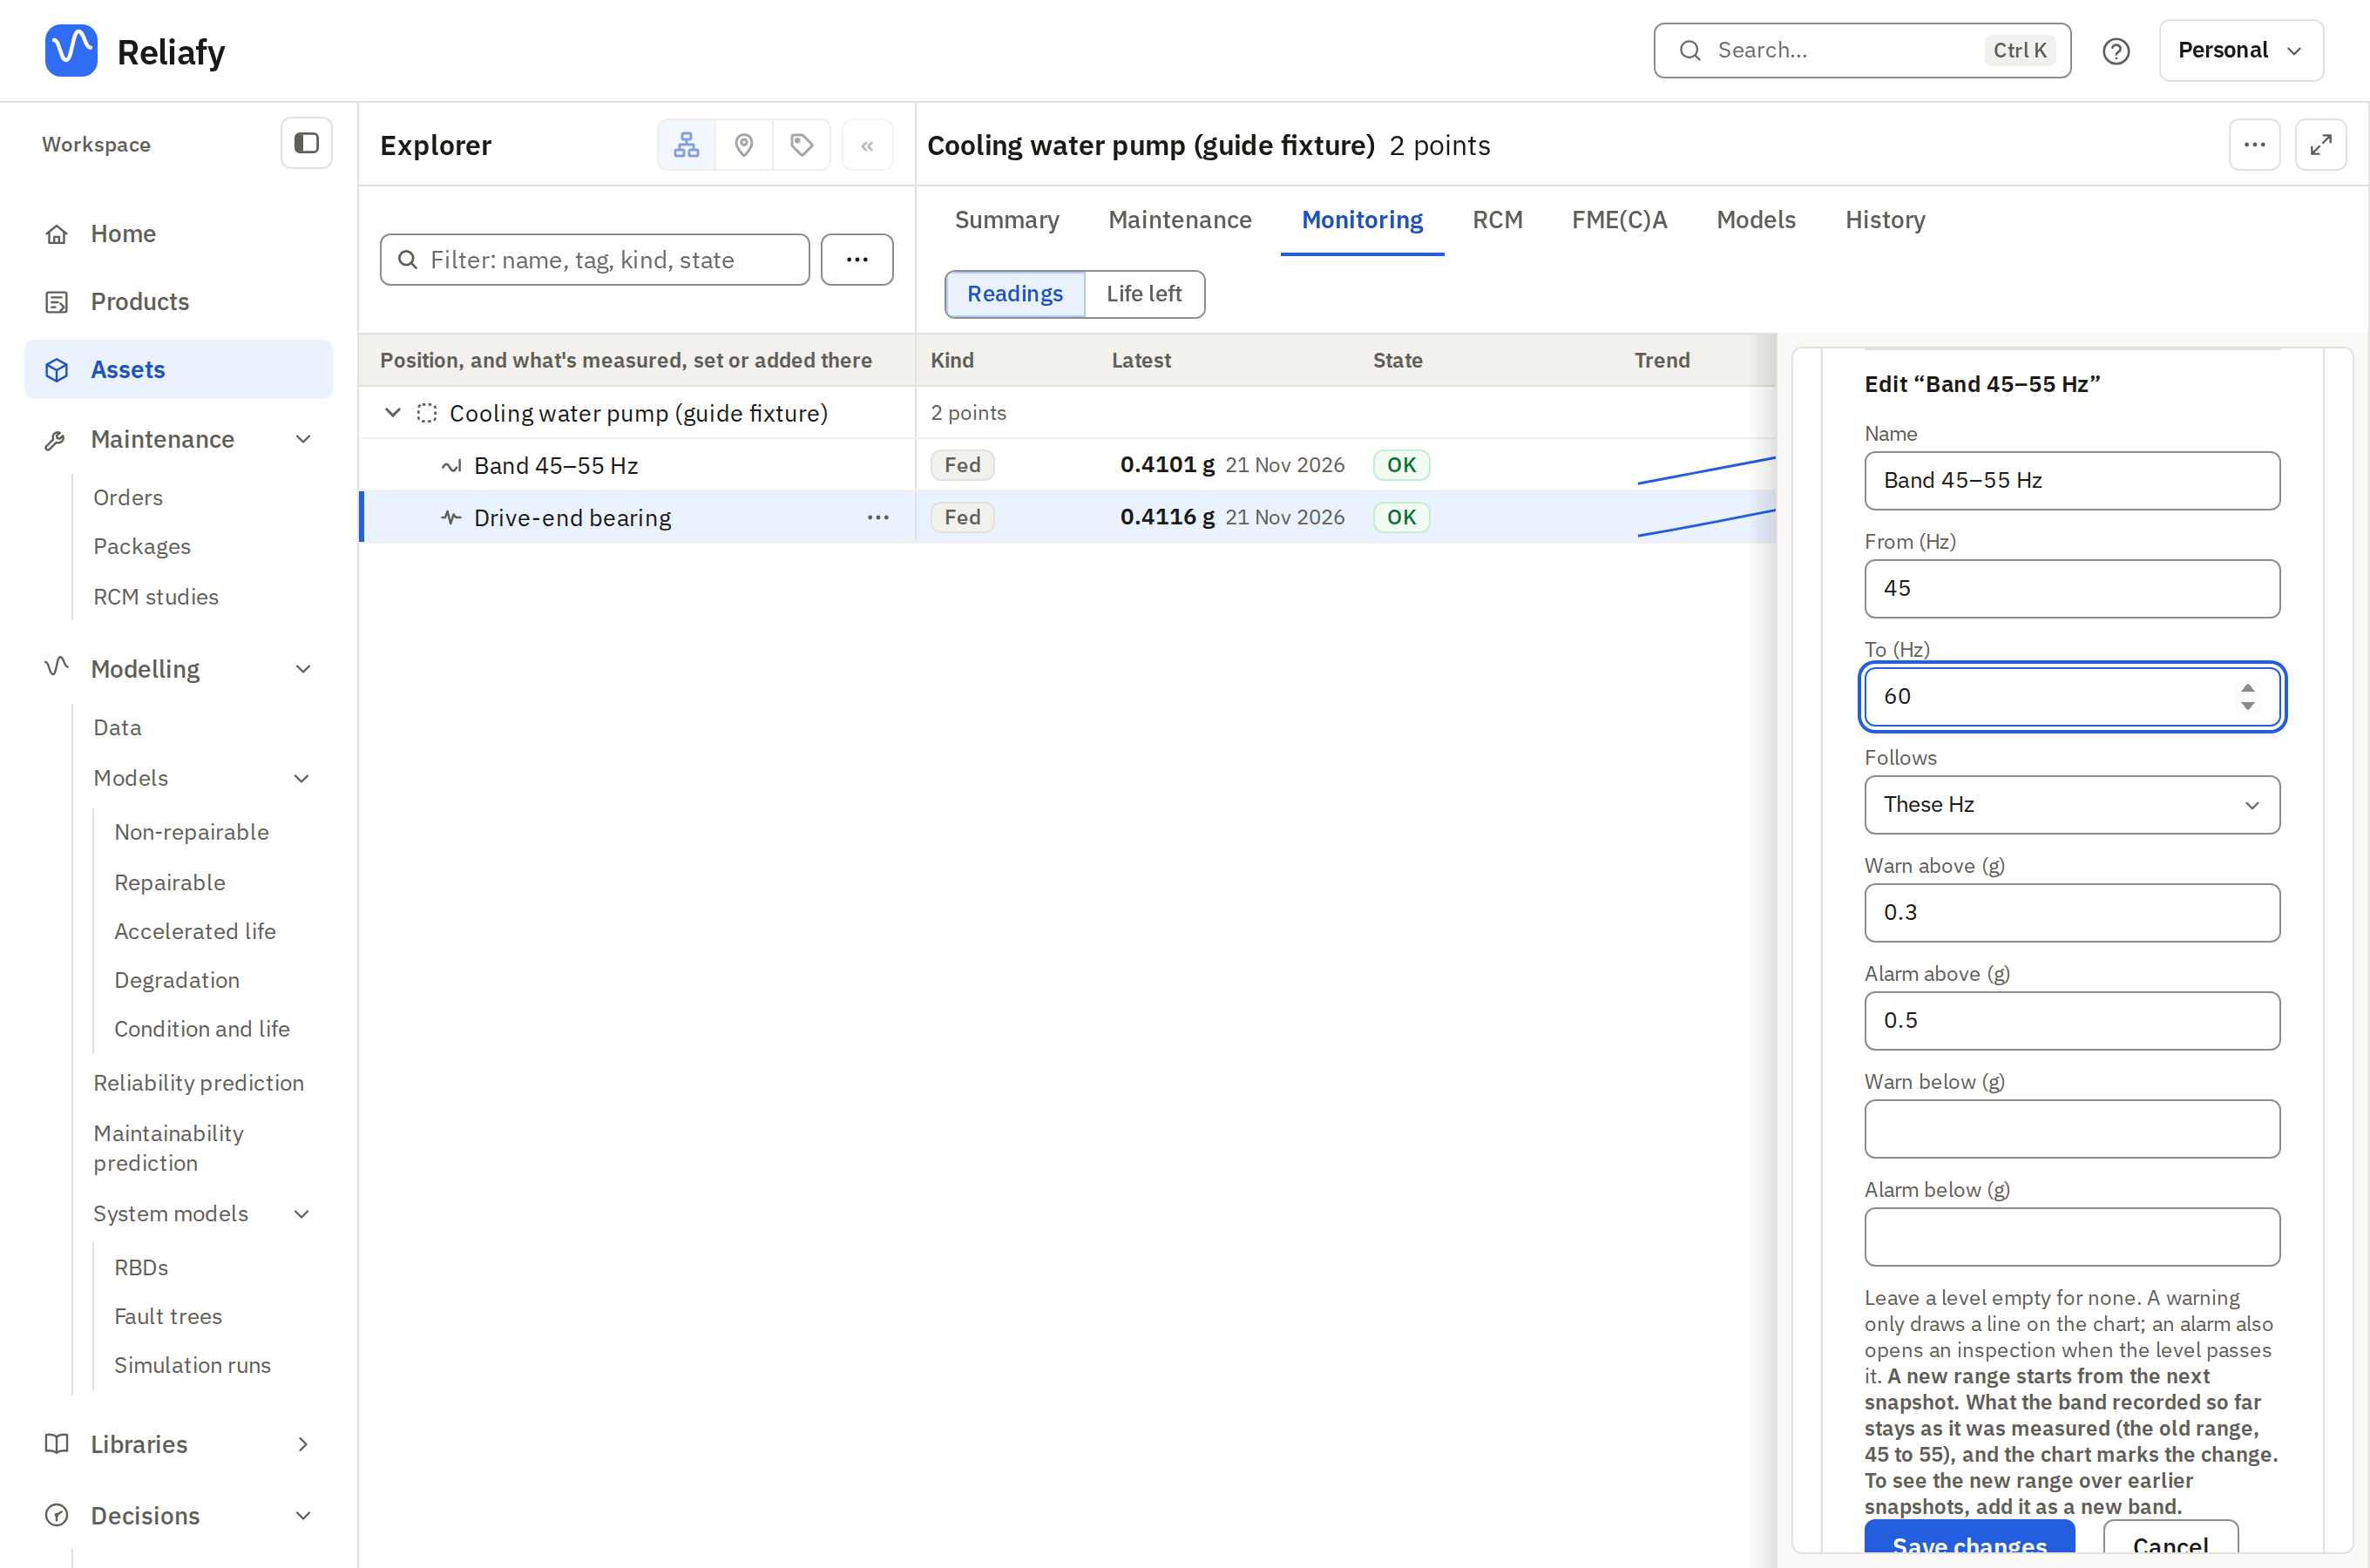 Reliafy
Search...
Ctrl K
Personal
Workspace
Home
Products
Assets
Maintenance
Orders
Packages
RCM studies
Modelling
Data
Models
Non-repairable
Repairable
Accelerated life
Degradation
Condition and life
Reliability prediction
Maintainability
prediction
System models
RBDs
Fault trees
Simulation runs
Libraries
Decisions
Explorer
Filter: name, tag, kind, state
Cooling water pump (guide fixture) 2 points
Summary Maintenance Monitoring RCM FME(C)A Models History
Readings Life left
Position, and what's measured, set or added there Kind Latest State Trend
Cooling water pump (guide fixture) 2 points
Band 45–55 Hz Fed 0.4101 g 21 Nov 2026 OK
Drive-end bearing Fed 0.4116 g 21 Nov 2026 OK
Edit “Band 45–55 Hz”
Name
Band 45–55 Hz
From (Hz)
45
To (Hz)
60
Follows
These Hz
Warn above (g)
0.3
Alarm above (g)
0.5
Warn below (g)
Alarm below (g)
Leave a level empty for none. A warning
only draws a line on the chart; an alarm also
opens an inspection when the level passes
it. A new range starts from the next
snapshot. What the band recorded so far
stays as it was measured (the old range,
45 to 55), and the chart marks the change.
To see the new range over earlier
snapshots, add it as a new band.
Save changes Cancel